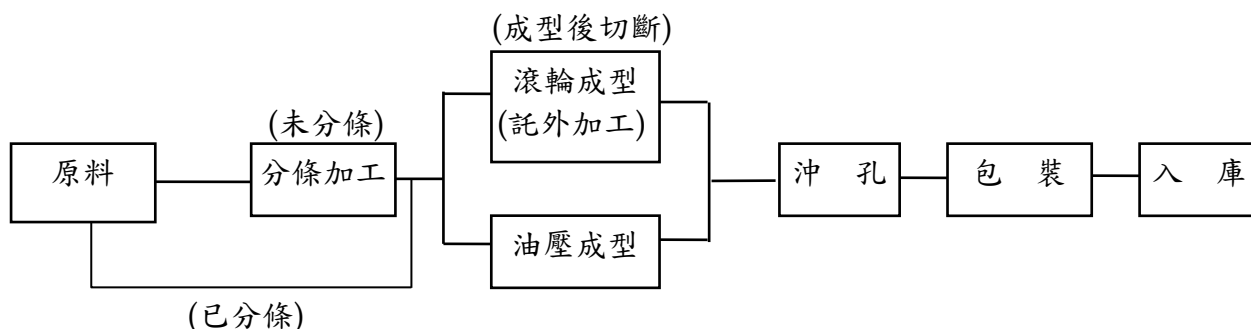 (成型後切斷)
滾輪成型
(託外加工)
(未分條)
原料
分條加工
沖 孔
包 裝
入 庫
油壓成型
(已分條)